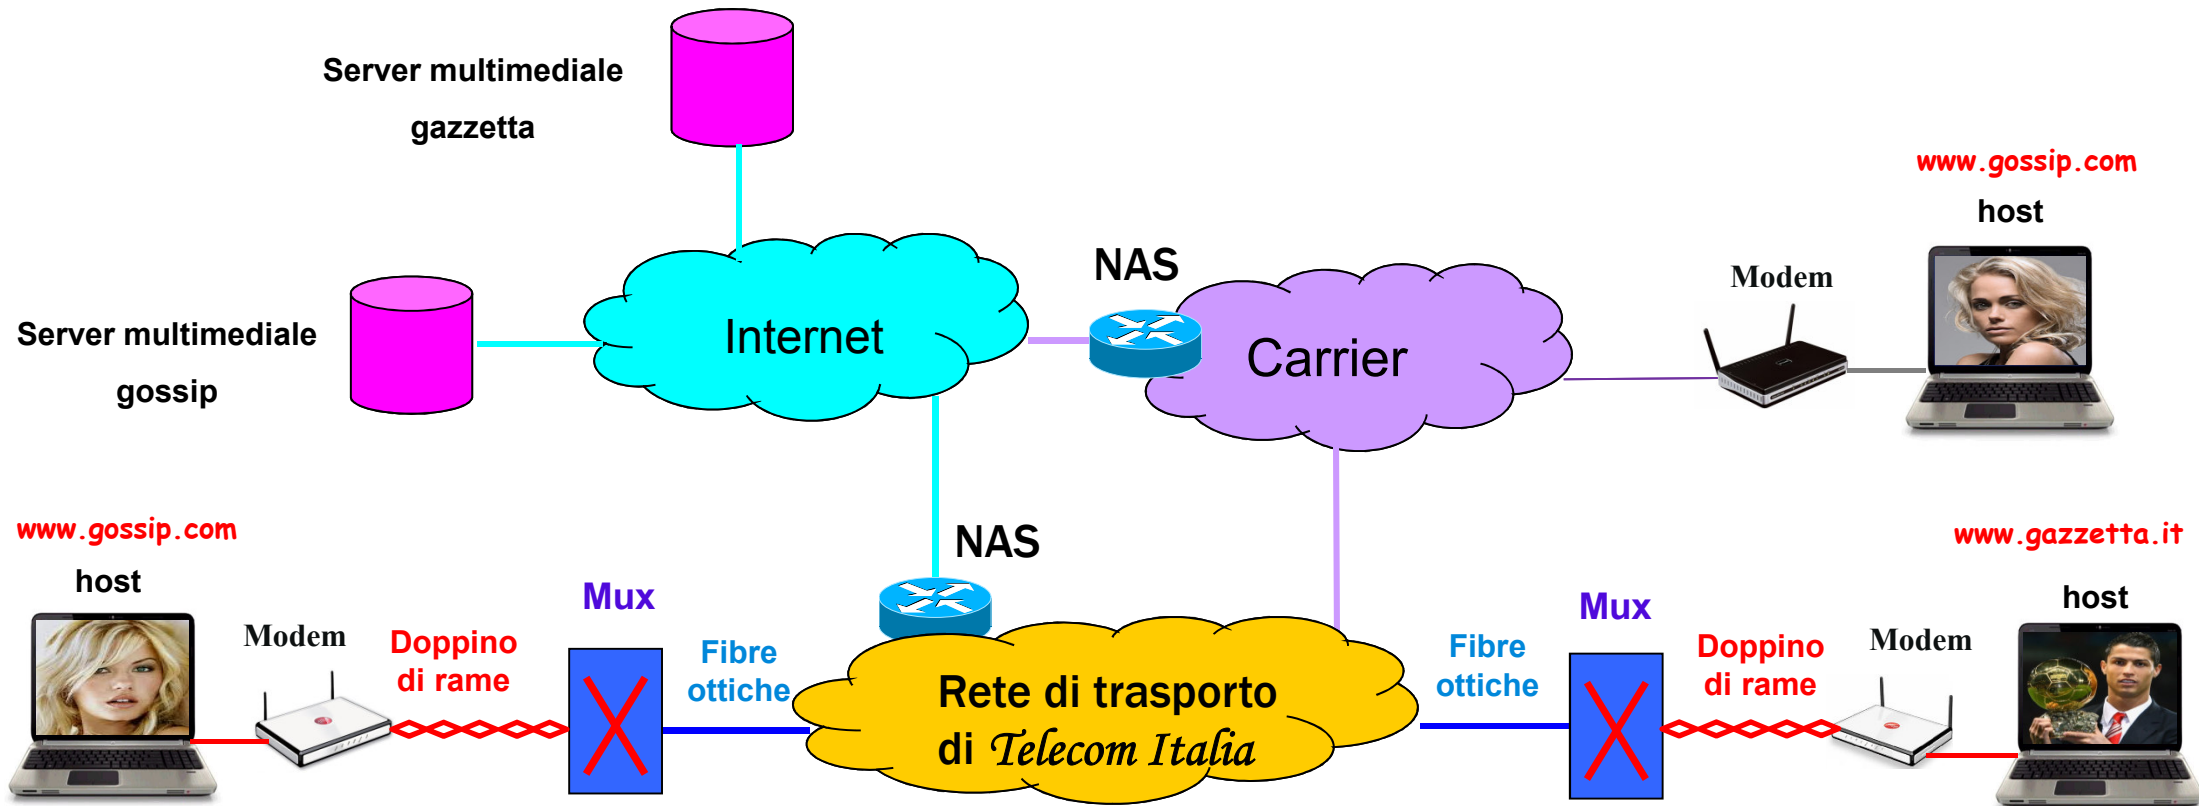 Server multimediale
gazzetta
www.gossip.com
host
NAS
Modem
Internet
Server multimediale
gossip
Carrier
www.gossip.com
host
NAS
www.gazzetta.it
host
Mux
Mux
Modem
Doppino
di rame
Fibre
ottiche
Rete di trasporto
di Telecom Italia
Fibre
ottiche
Doppino
di rame
Modem